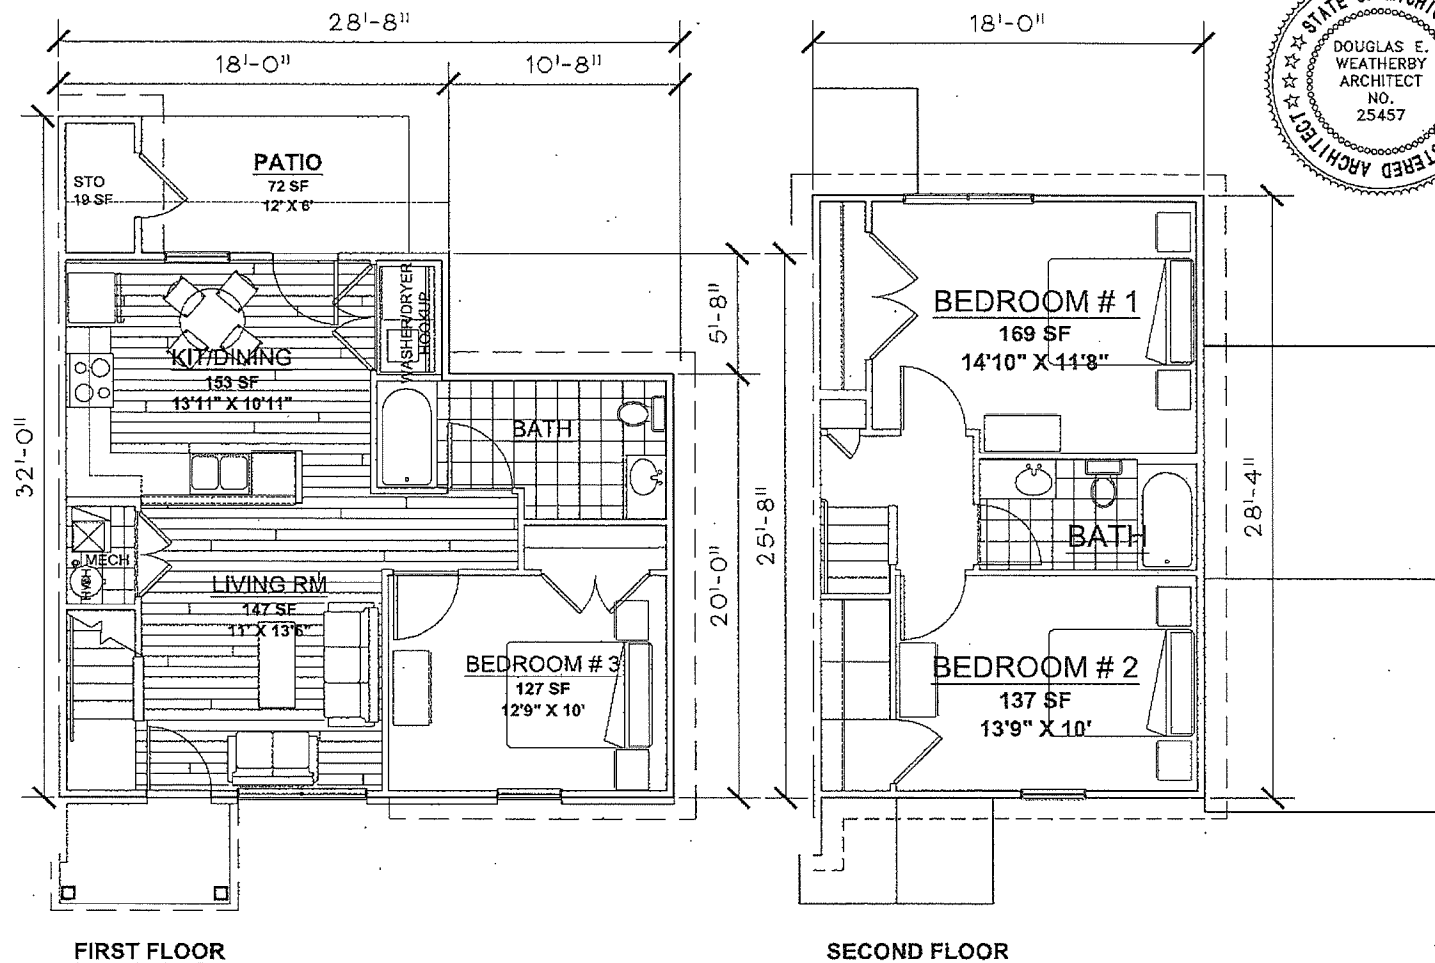 28'-8"
18'-0"
10'-8"
PATIO
72 SF
12' X 6'
STO
19 SF
WASHER/DRYER
HOOKUP
KIT/DINING
153 SF
13'11" X 10'11"
BATH
MECH
LIVING RM
147 SF
11' X 13'6"
BEDROOM # 3
127 SF
12'9" X 10'
32'-0"
5'-8"
20'-0"
25'-8"
FIRST FLOOR
18'-0"
BEDROOM # 1
169 SF
14'10" X 11'8"
BATH
BEDROOM # 2
137 SF
13'9" X 10'
28'-4"
SECOND FLOOR
STATE
DOUGLAS E.
WEATHERBY
ARCHITECT
NO.
25457
ARCHITECT